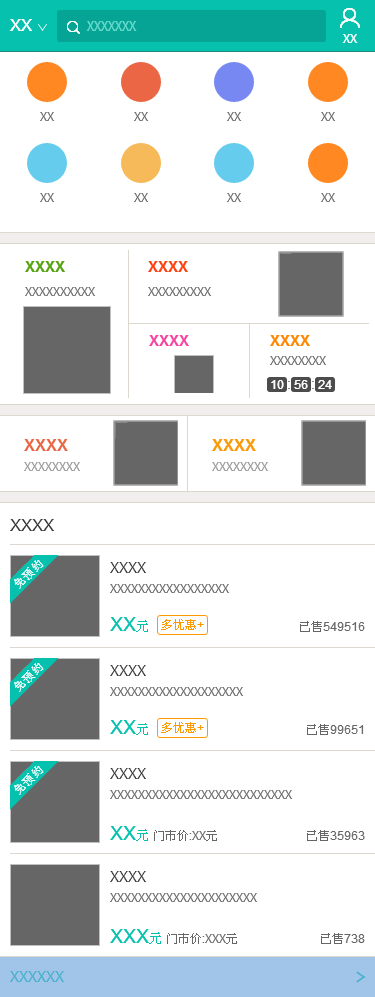 XX XXXXXXX XX
XX XX XX XX
XX XX XX XX
XXXX
XXXXXXXXXX
XXXX
XXXXXXXXX
XXXX
XXXX
XXXXXXXX
10:56:24
XXXX
XXXXXXXX
XXXX
XXXXXXXX
XXXX
免预约
XXXX
XXXXXXXXXXXXXXXXX
XX元 多优惠+ 已售549516
免预约
XXXX
XXXXXXXXXXXXXXXXXXX
XX元 多优惠+ 已售99651
免预约
XXXX
XXXXXXXXXXXXXXXXXXXXXXXXXX
XX元 门市价:XX元 已售35963
XXXX
XXXXXXXXXXXXXXXXXXXXX
XXX元 门市价:XXX元 已售738
XXXXXX